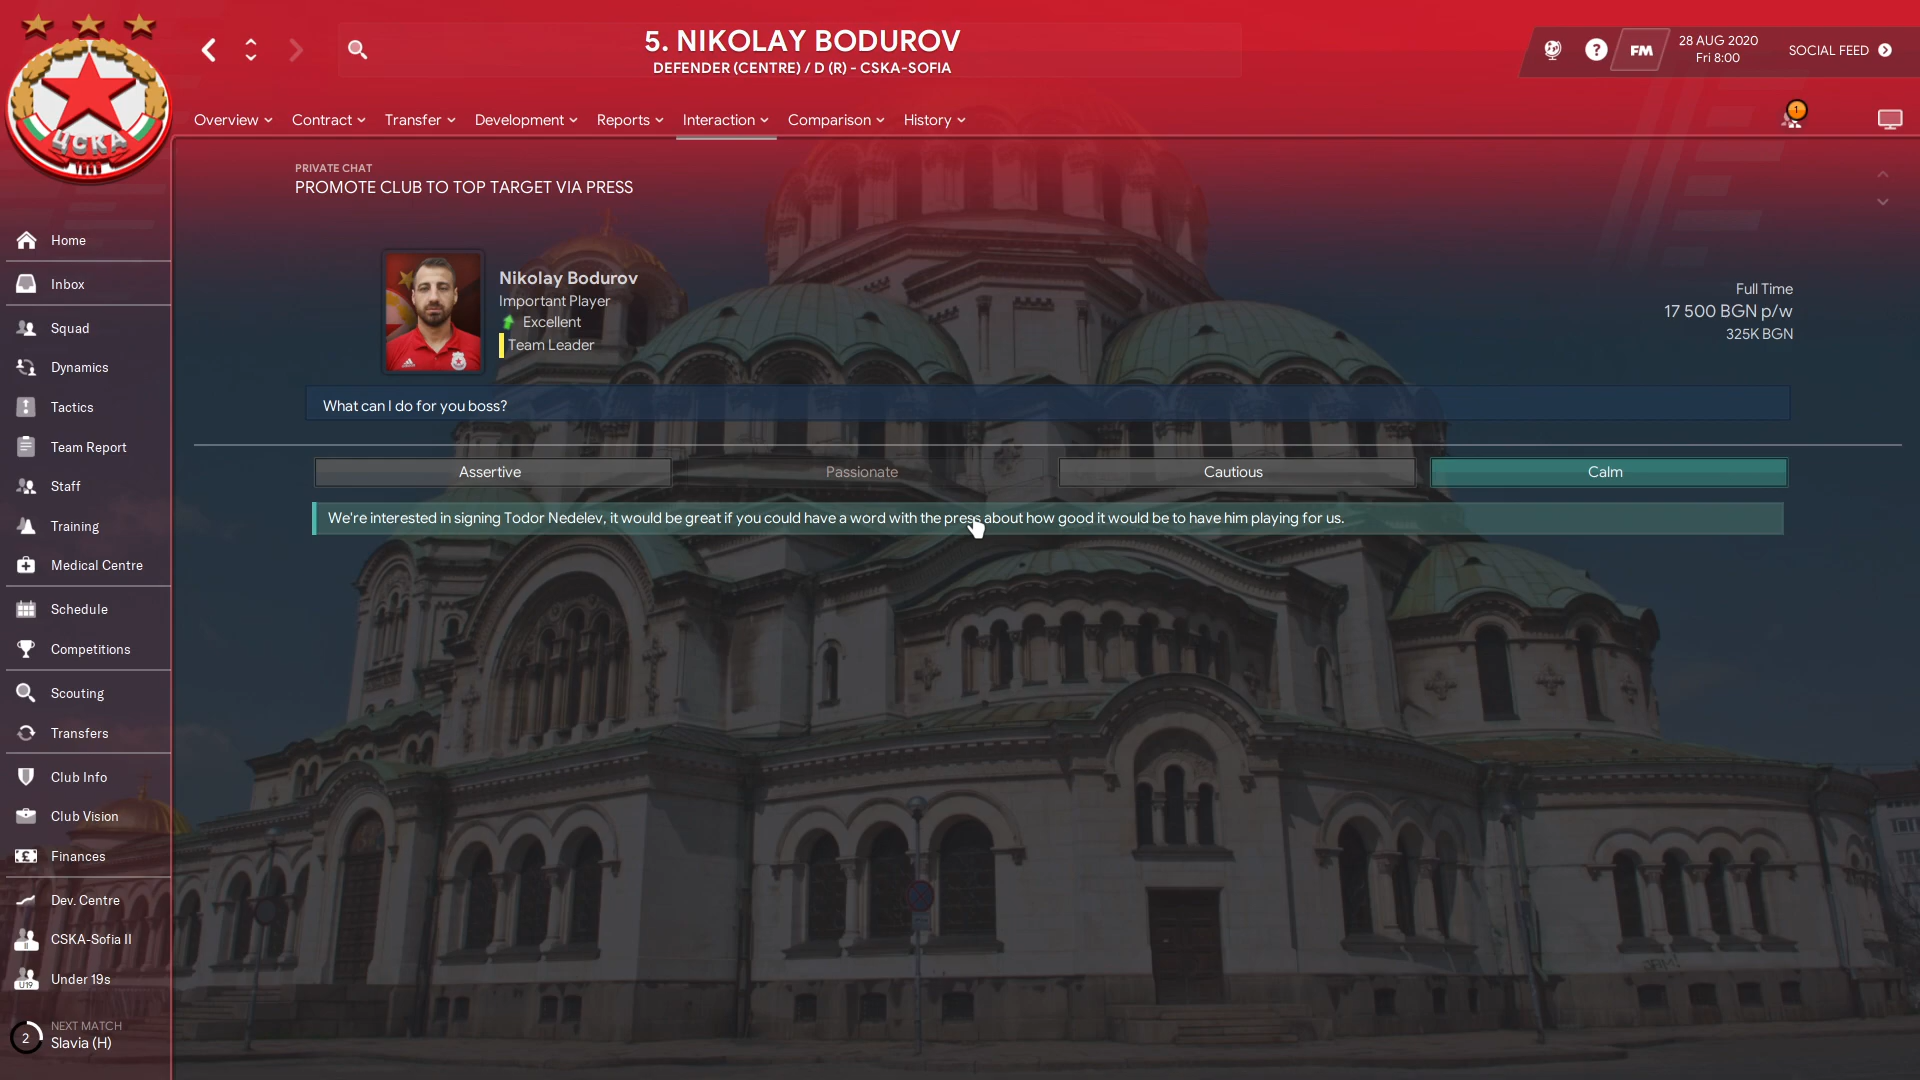 5. NIKOLAY BODUROV
DEFENDER (CENTRE) / D (R) - CSKA-SOFIA
FM
28 AUG 2020
Fri 8:00
SOCIAL FEED
ЦСКА
Overview
Contract
Transfer
Development
Reports
Interaction
Comparison
History
1
PRIVATE CHAT
PROMOTE CLUB TO TOP TARGET VIA PRESS
Nikolay Bodurov
Important Player
Excellent
Team Leader
Full Time
17 500 BGN p/w
325K BGN
What can I do for you boss?
Assertive
Passionate
Cautious
Calm
We're interested in signing Todor Nedelev, it would be great if you could have a word with the press about how good it would be to have him playing for us.
Home
Inbox
Squad
Dynamics
Tactics
Team Report
Staff
Training
Medical Centre
Schedule
Competitions
Scouting
Transfers
Club Info
Club Vision
Finances
Dev. Centre
CSKA-Sofia II
Under 19s
U19
NEXT MATCH
2
Slavia (H)